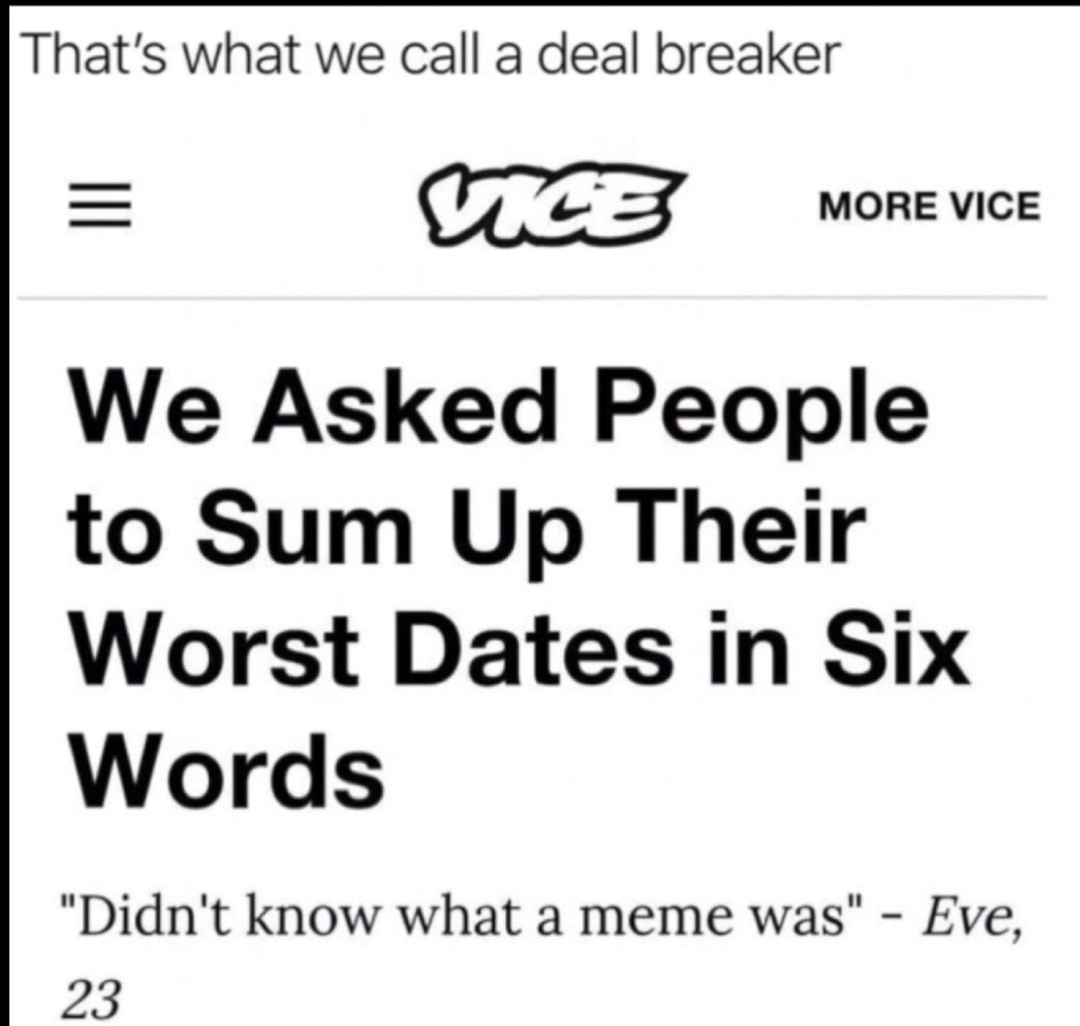 That's what we call a deal breaker
VICE
MORE VICE
We Asked People
to Sum Up Their
Worst Dates in Six
Words
"Didn't know what a meme was" - Eve,
23